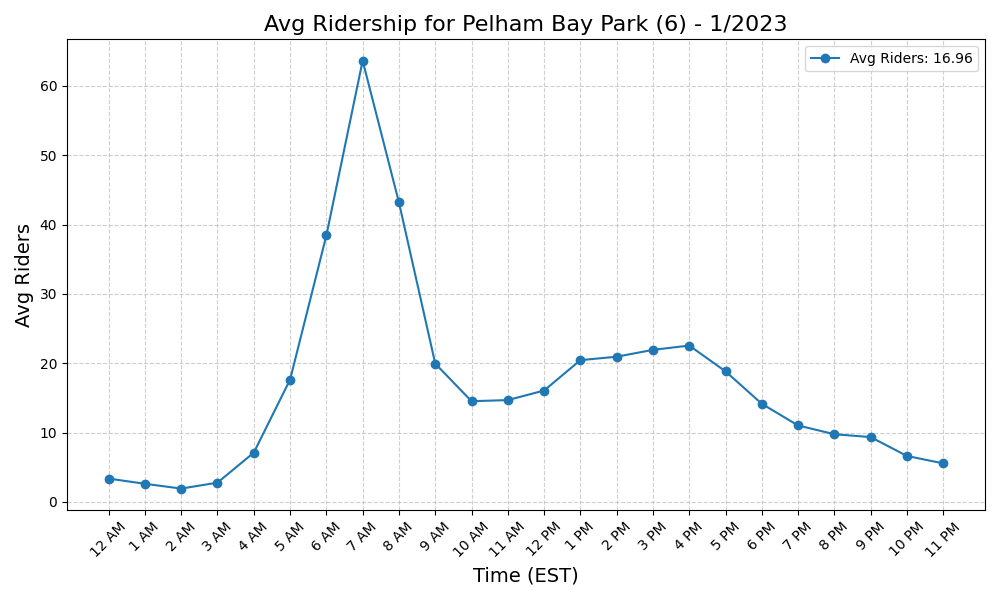 Avg Ridership for Pelham Bay Park (6) - 1/2023
Avg Riders: 16.96
Avg Riders
60
50
40
30
20
10
0
12 AM
1 AM
2 AM
3 AM
4 AM
5 AM
6 AM
7 AM
8 AM
9 AM
10 AM
11 AM
12 PM
1 PM
2 PM
3 PM
4 PM
5 PM
6 PM
7 PM
8 PM
9 PM
10 PM
11 PM
Time (EST)